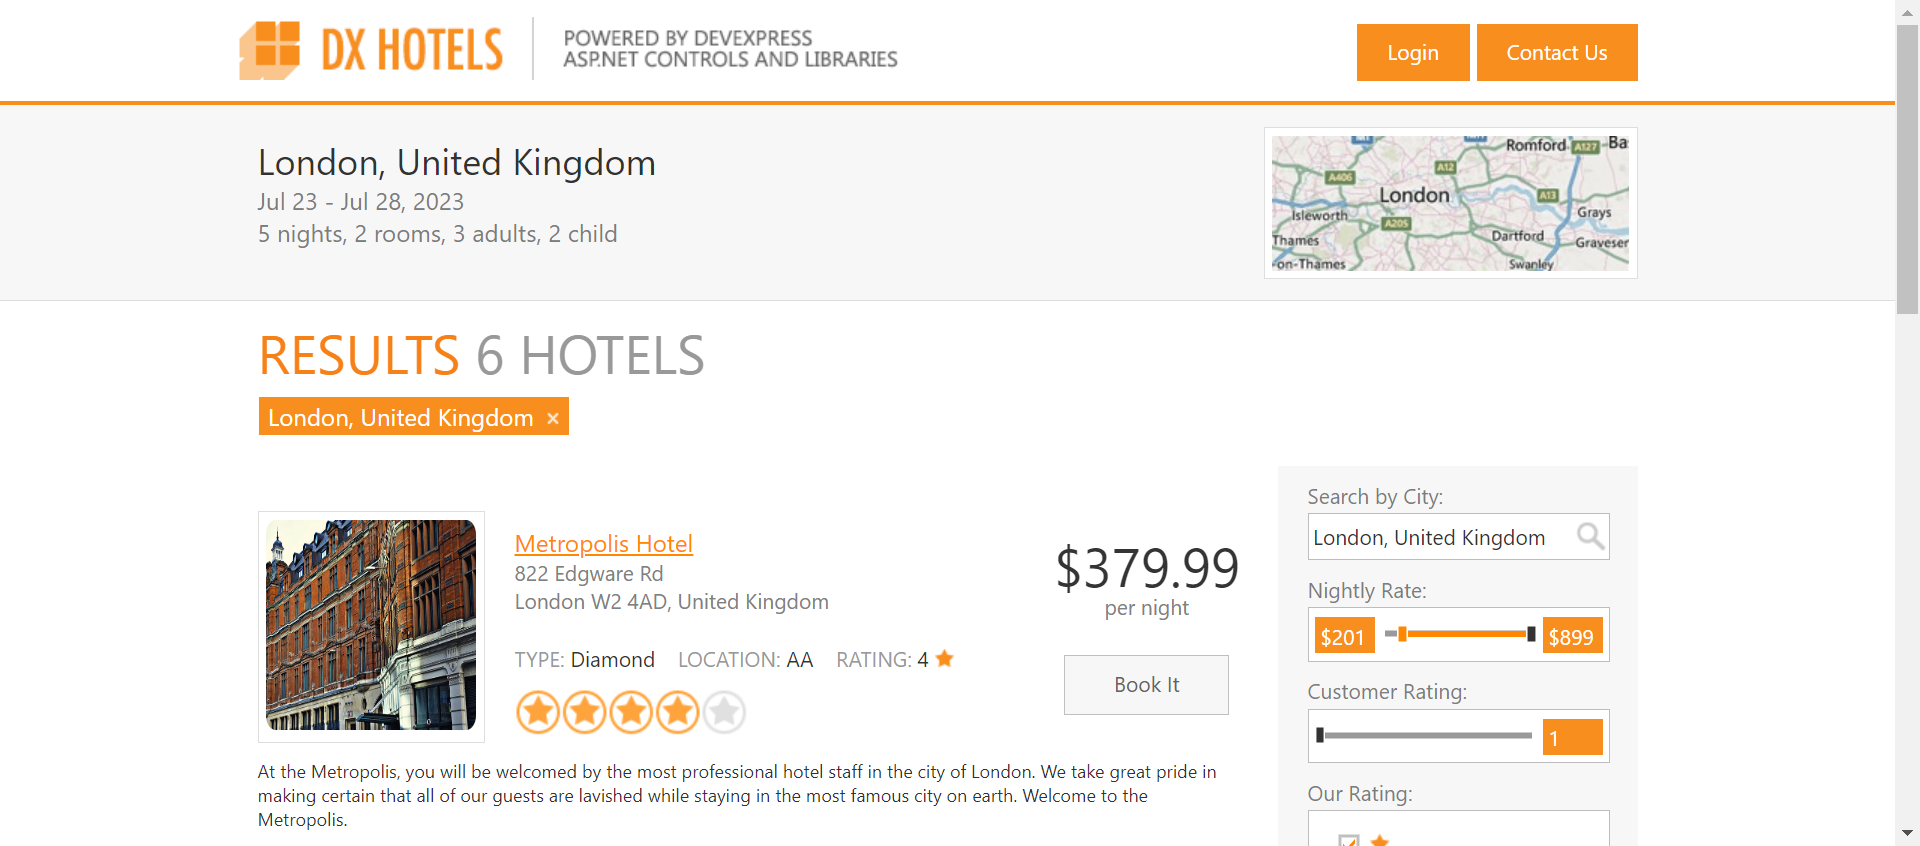 DX HOTELS
POWERED BY DEVEXPRESS
ASP.NET CONTROLS AND LIBRARIES
Login
Contact Us
London, United Kingdom
Jul 23 - Jul 28, 2023
5 nights, 2 rooms, 3 adults, 2 child
Romford
A127
Ba
A12
A406
London
A13
Isleworth
A205
Grays
Thames
Dartford
Graveser
-on-Thames
Swanley
RESULTS 6 HOTELS
London, United Kingdom ×
Metropolis Hotel
822 Edgware Rd
London W2 4AD, United Kingdom
TYPE: Diamond LOCATION: AA RATING: 4
$379.99
per night
Book It
At the Metropolis, you will be welcomed by the most professional hotel staff in the city of London. We take great pride in
making certain that all of our guests are lavished while staying in the most famous city on earth. Welcome to the
Metropolis.
Search by City:
London, United Kingdom
Nightly Rate:
$201
$899
Customer Rating:
1
Our Rating: